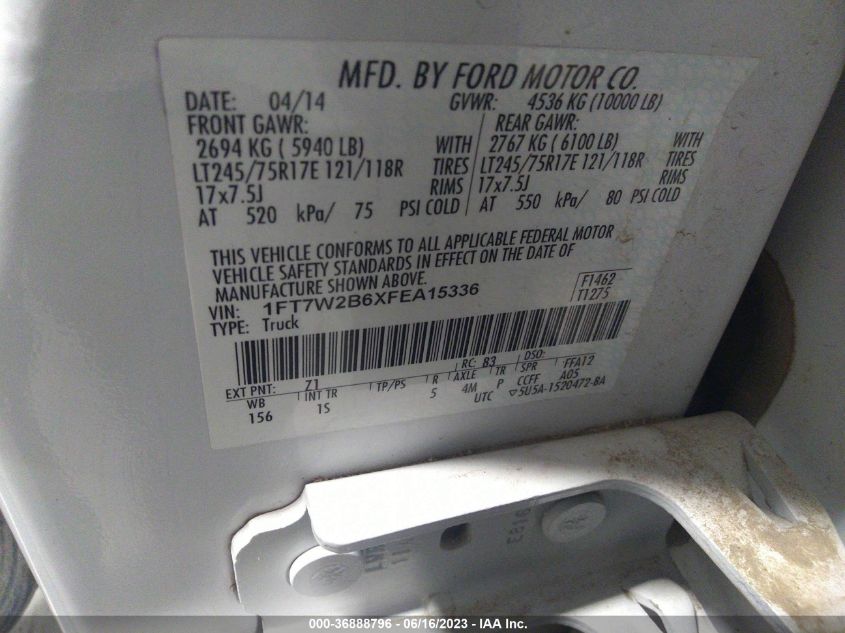 MFD. BY FORD MOTOR CO.
DATE: 04/14 GVWR: 4536 KG (10000 LB)
FRONT GAWR: REAR GAWR:
2694 KG ( 5940 LB) WITH 2767 KG ( 6100 LB) WITH
LT245/75R17E 121/118R TIRES LT245/75R17E 121/118R TIRES
17x7.5J RIMS 17x7.5J RIMS
AT 520 kPa/ 75 PSI COLD AT 550 kPa/ 80 PSI COLD
THIS VEHICLE CONFORMS TO ALL APPLICABLE FEDERAL MOTOR
VEHICLE SAFETY STANDARDS IN EFFECT ON THE DATE OF
MANUFACTURE SHOWN ABOVE.
VIN: 1FT7W2B6XFEA15336
TYPE: Truck
F1462
T1275
EXT PNT: Z1 RC: 83 DSO:
WB INT TR TP/PS R AXLE TR SPR FFA12
156 1S 5 4M P CCFF A05
UTC ▽5U5A-1520472-BA
000-36888796 - 06/16/2023 - IAA Inc.